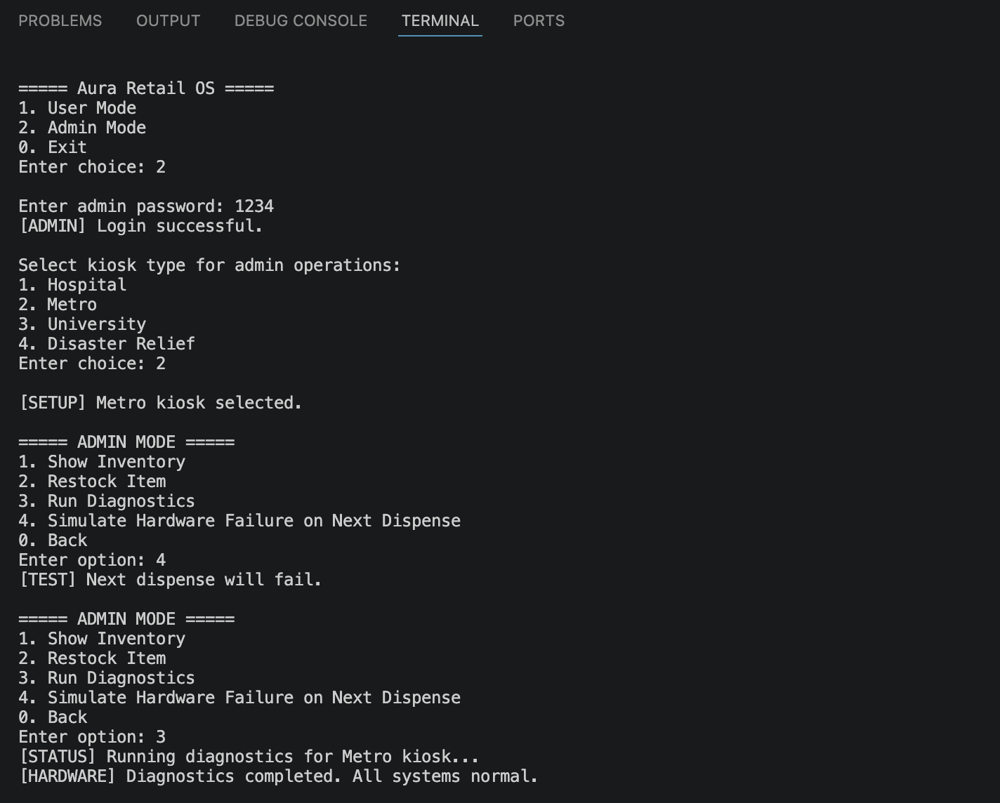 PROBLEMS OUTPUT DEBUG CONSOLE TERMINAL PORTS
===== Aura Retail OS =====
1. User Mode
2. Admin Mode
0. Exit
Enter choice: 2
Enter admin password: 1234
[ADMIN] Login successful.
Select kiosk type for admin operations:
1. Hospital
2. Metro
3. University
4. Disaster Relief
Enter choice: 2
[SETUP] Metro kiosk selected.
===== ADMIN MODE =====
1. Show Inventory
2. Restock Item
3. Run Diagnostics
4. Simulate Hardware Failure on Next Dispense
0. Back
Enter option: 4
[TEST] Next dispense will fail.
===== ADMIN MODE =====
1. Show Inventory
2. Restock Item
3. Run Diagnostics
4. Simulate Hardware Failure on Next Dispense
0. Back
Enter option: 3
[STATUS] Running diagnostics for Metro kiosk...
[HARDWARE] Diagnostics completed. All systems normal.